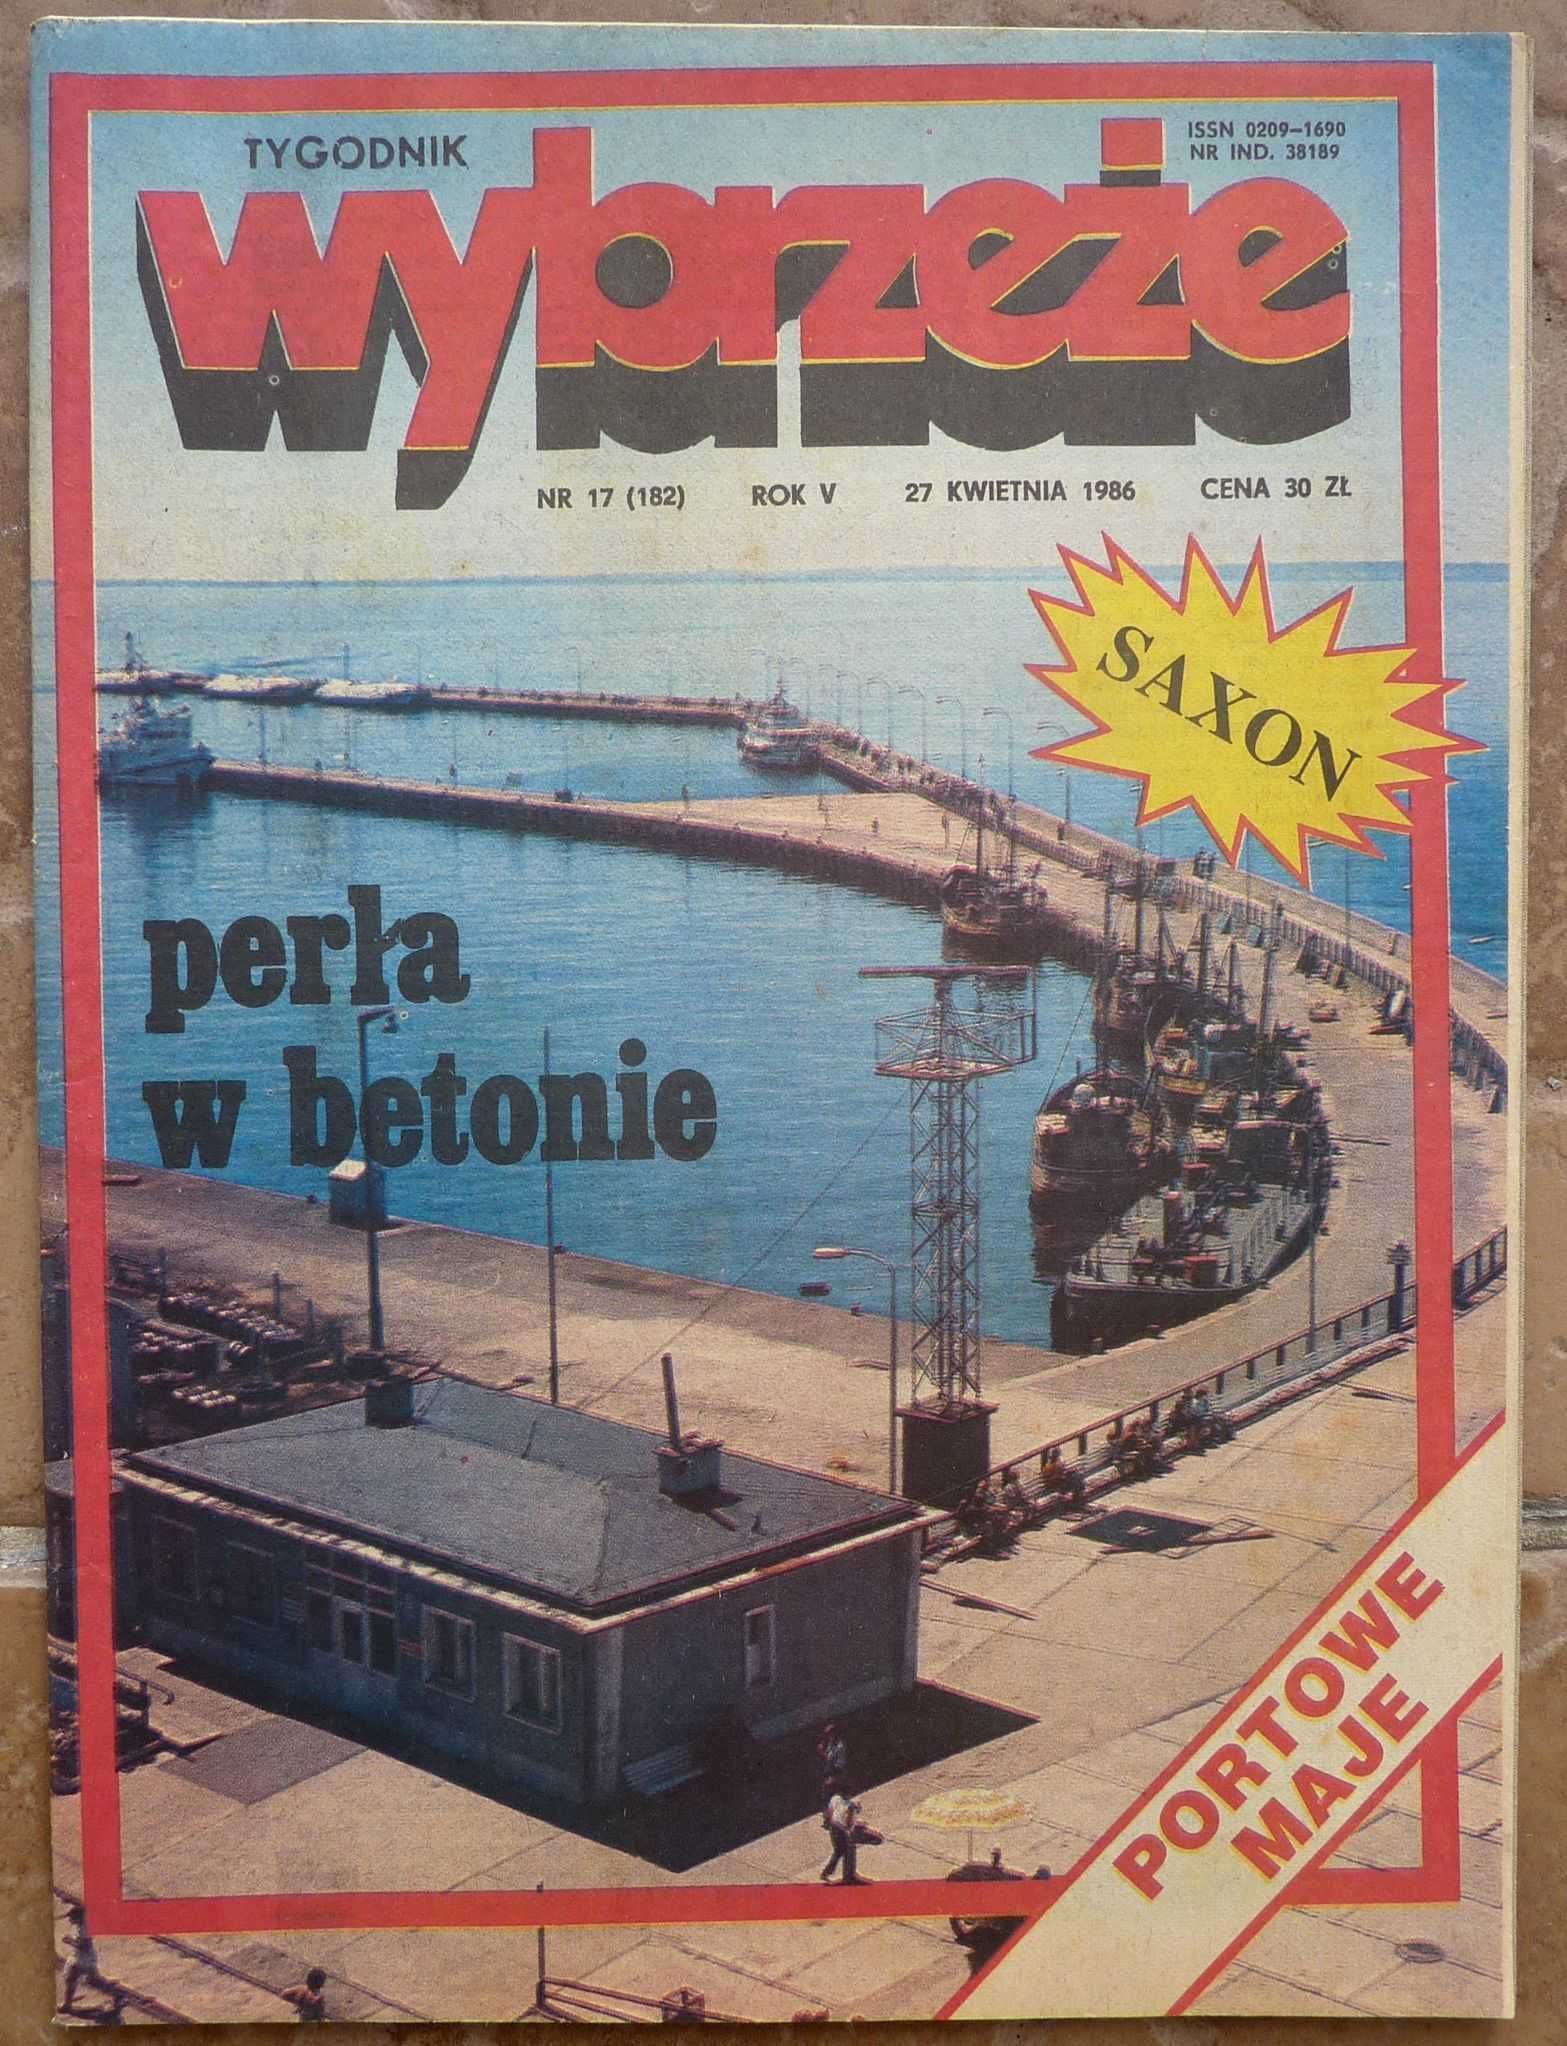 TYGODNIK
ISSN 0209-1690
NR IND. 38189
wybrzeże
NR 17 (182) ROK V 27 KWIETNIA 1986 CENA 30 ZŁ
SAXON
perła
w betonie
PORTOWE
MAJE